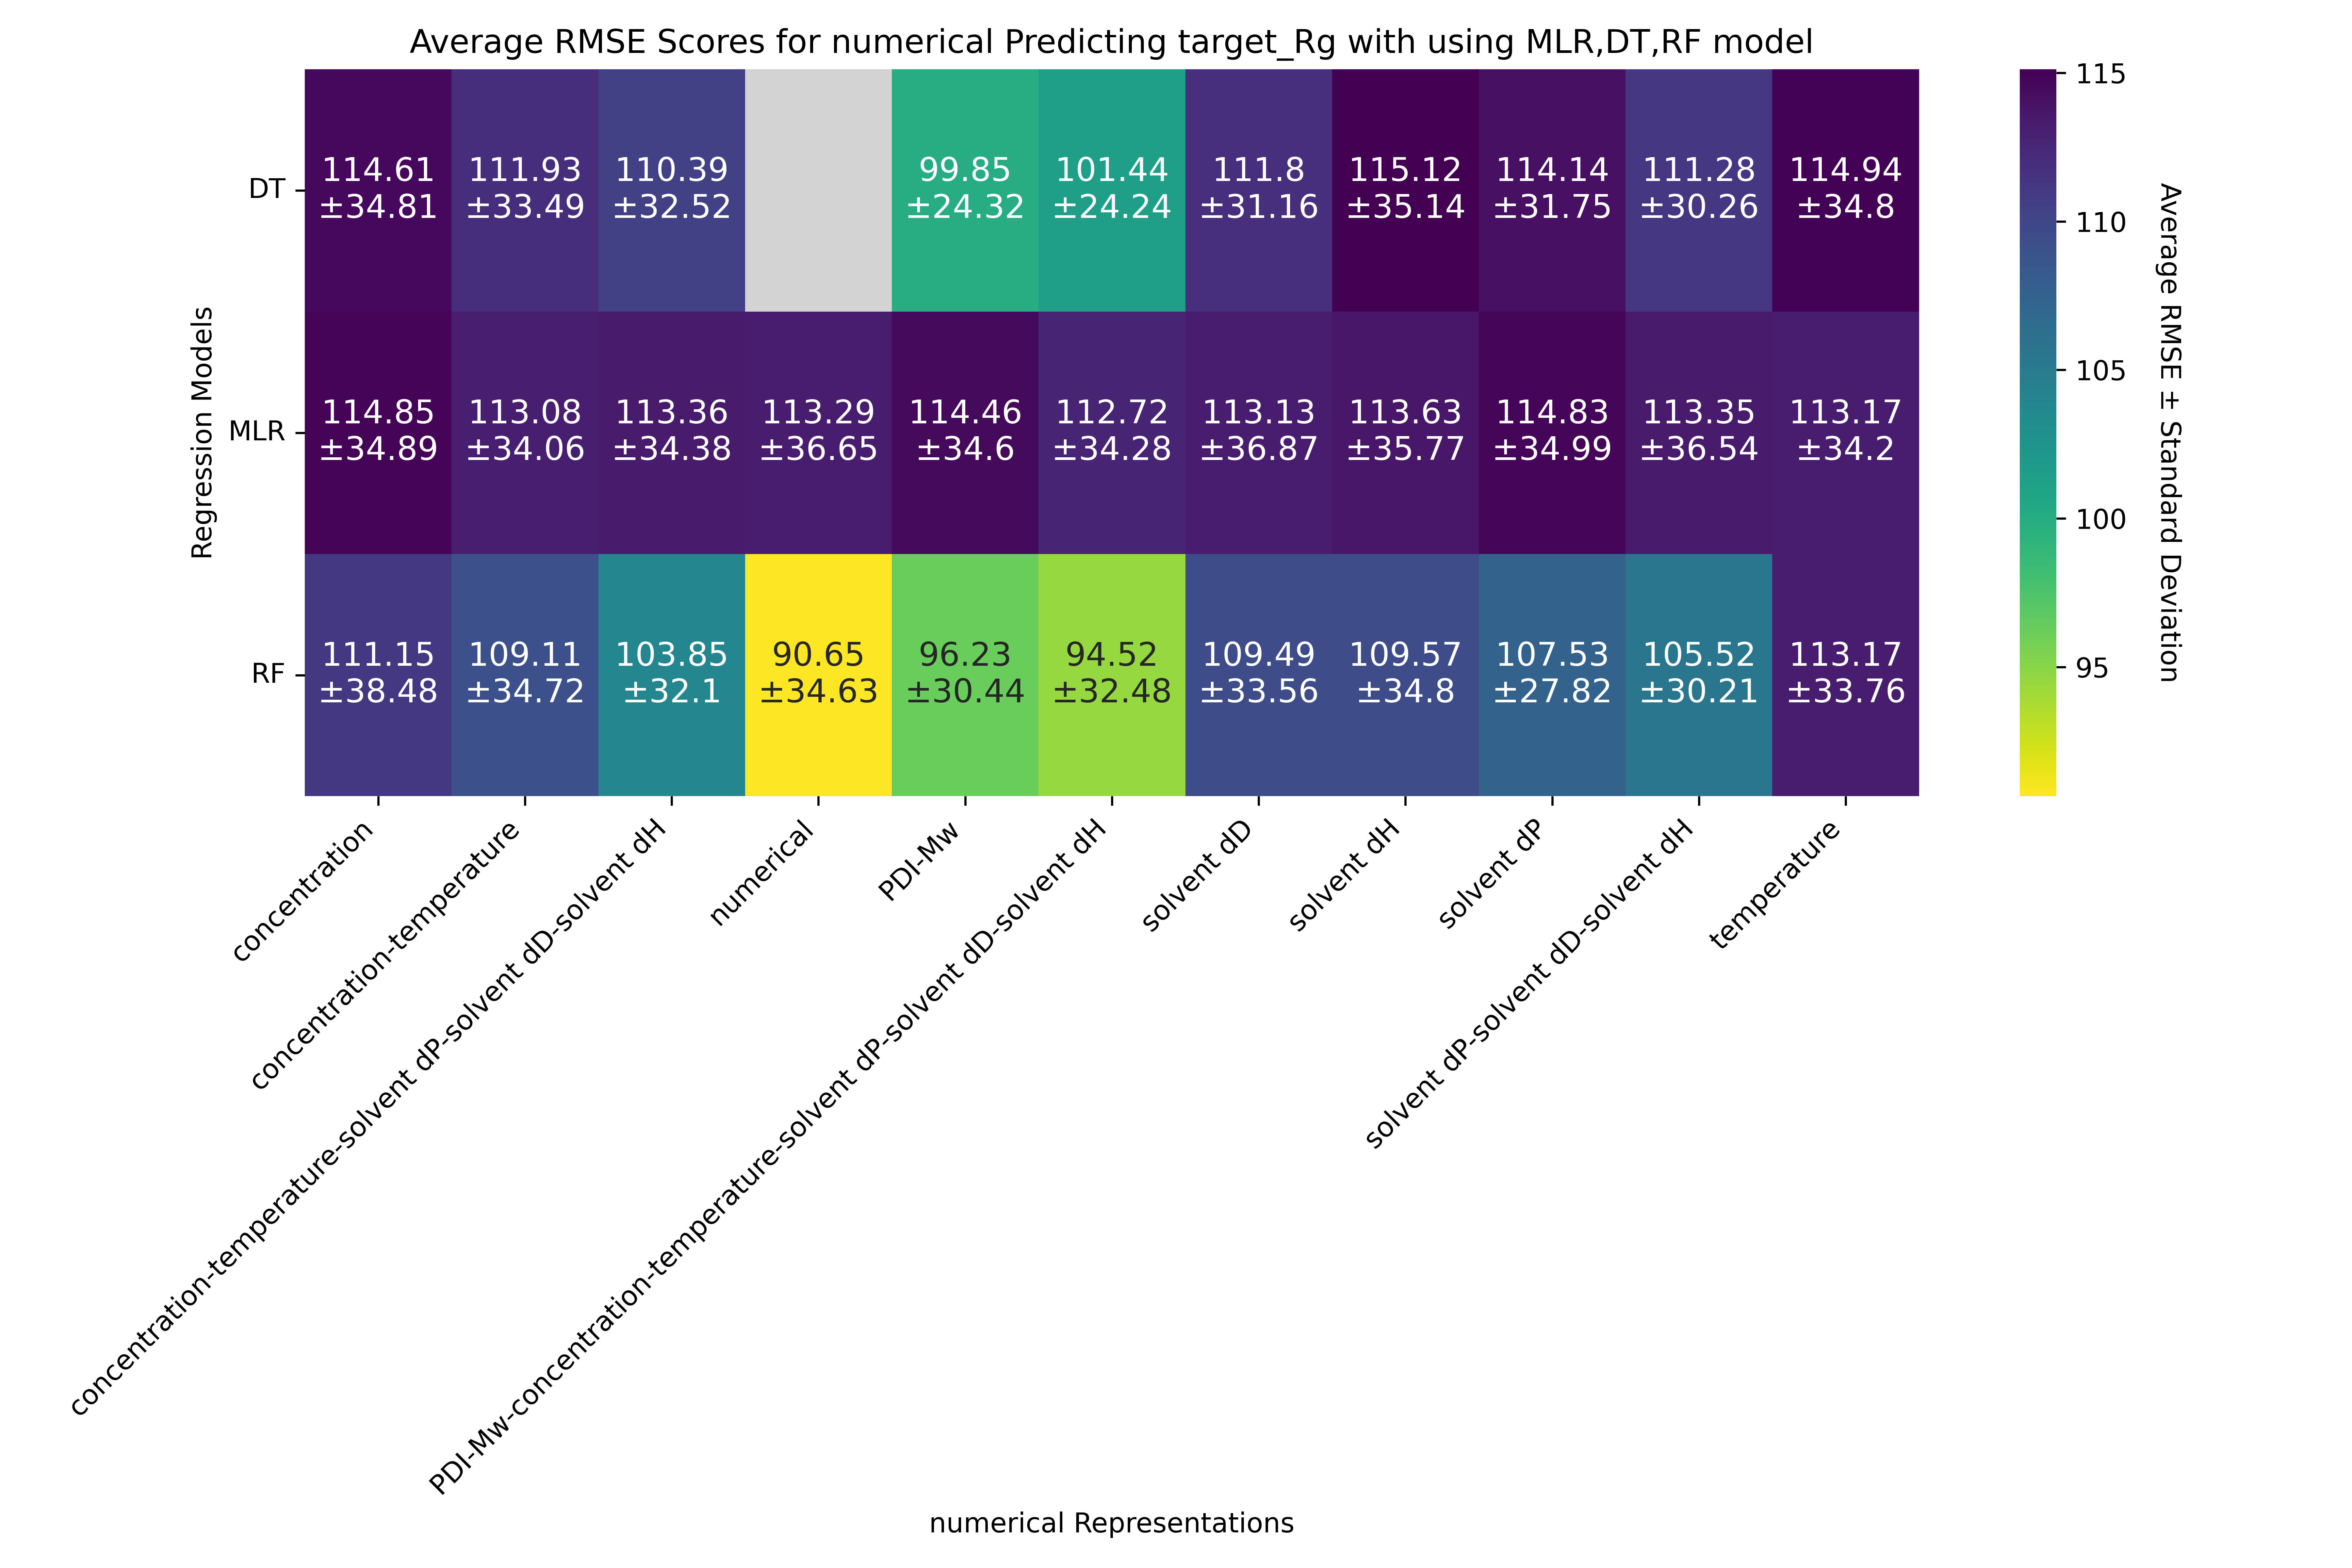 Average RMSE Scores for numerical Predicting target_Rg with using MLR,DT,RF model
Regression Models
DT
114.61 111.93 110.39 99.85 101.44 111.8 115.12 114.14 111.28 114.94
±34.81 ±33.49 ±32.52 ±24.32 ±24.24 ±31.16 ±35.14 ±31.75 ±30.26 ±34.8
MLR
114.85 113.08 113.36 113.29 114.46 112.72 113.13 113.63 114.83 113.35 113.17
±34.89 ±34.06 ±34.38 ±36.65 ±34.6 ±34.28 ±36.87 ±35.77 ±34.99 ±36.54 ±34.2
RF
111.15 109.11 103.85 90.65 96.23 94.52 109.49 109.57 107.53 105.52 113.17
±38.48 ±34.72 ±32.1 ±34.63 ±30.44 ±32.48 ±33.56 ±34.8 ±27.82 ±30.21 ±33.76
concentration
concentration-temperature
concentration-temperature-solvent dP-solvent dD-solvent dH
numerical
PDI-Mw
PDI-Mw-concentration-temperature-solvent dP-solvent dD-solvent dH
solvent dD
solvent dH
solvent dP
solvent dP-solvent dD-solvent dH
temperature
numerical Representations
115
110
105
100
95
Average RMSE ± Standard Deviation